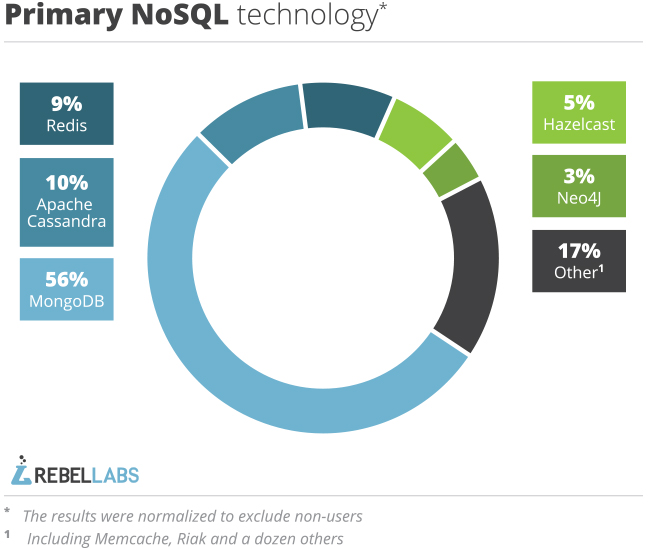 Primary NoSQL technology*
9%
Redis
10%
Apache
Cassandra
56%
MongoDB
5%
Hazelcast
3%
Neo4J
17%
Other1
REBELLABS
* The results were normalized to exclude non-users
1 Including Memcache, Riak and a dozen others